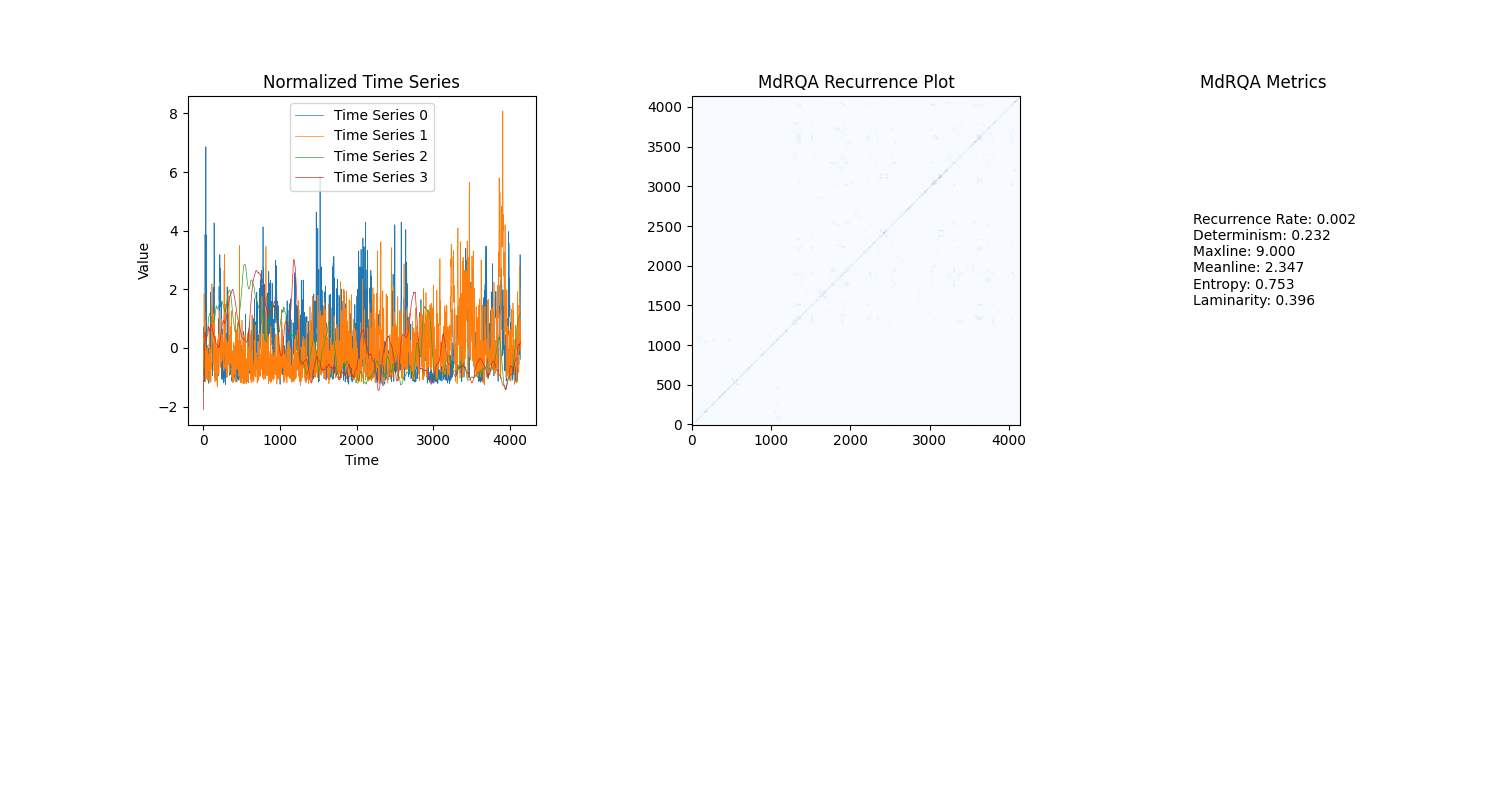 Normalized Time Series
8
6
4
2
0
−2
Value
Time Series 0
Time Series 1
Time Series 2
Time Series 3
0 1000 2000 3000 4000
Time
MdRQA Recurrence Plot
4000
3500
3000
2500
2000
1500
1000
500
0
0 1000 2000 3000 4000
MdRQA Metrics
Recurrence Rate: 0.002
Determinism: 0.232
Maxline: 9.000
Meanline: 2.347
Entropy: 0.753
Laminarity: 0.396